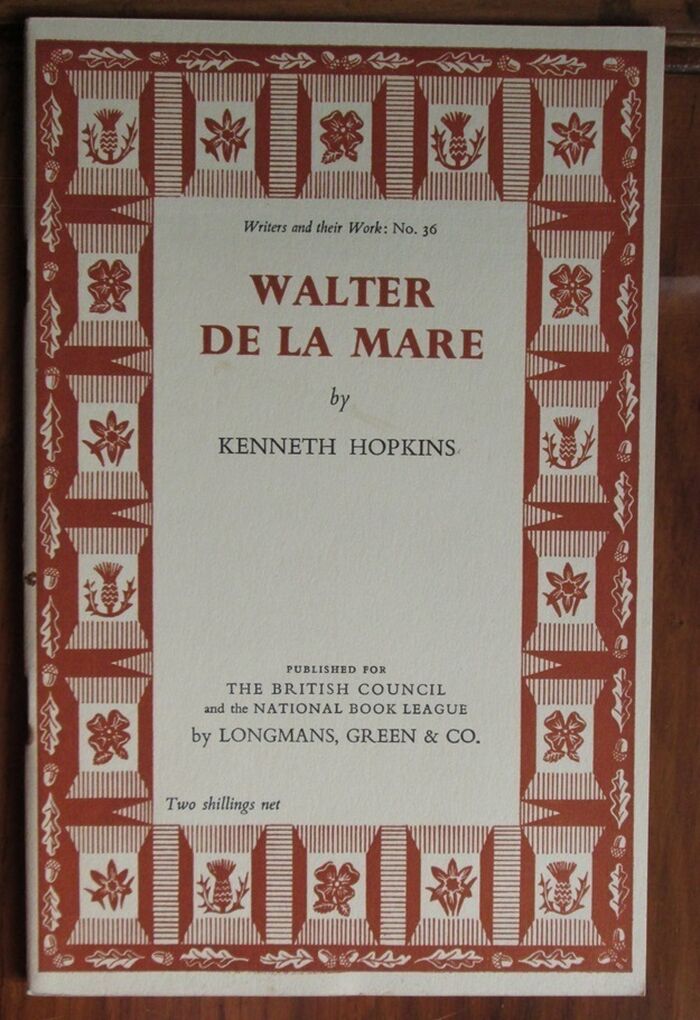 Writers and their Work: No. 36
WALTER
DE LA MARE
by
KENNETH HOPKINS
PUBLISHED FOR
THE BRITISH COUNCIL
and the NATIONAL BOOK LEAGUE
by LONGMANS, GREEN & CO.
Two shillings net